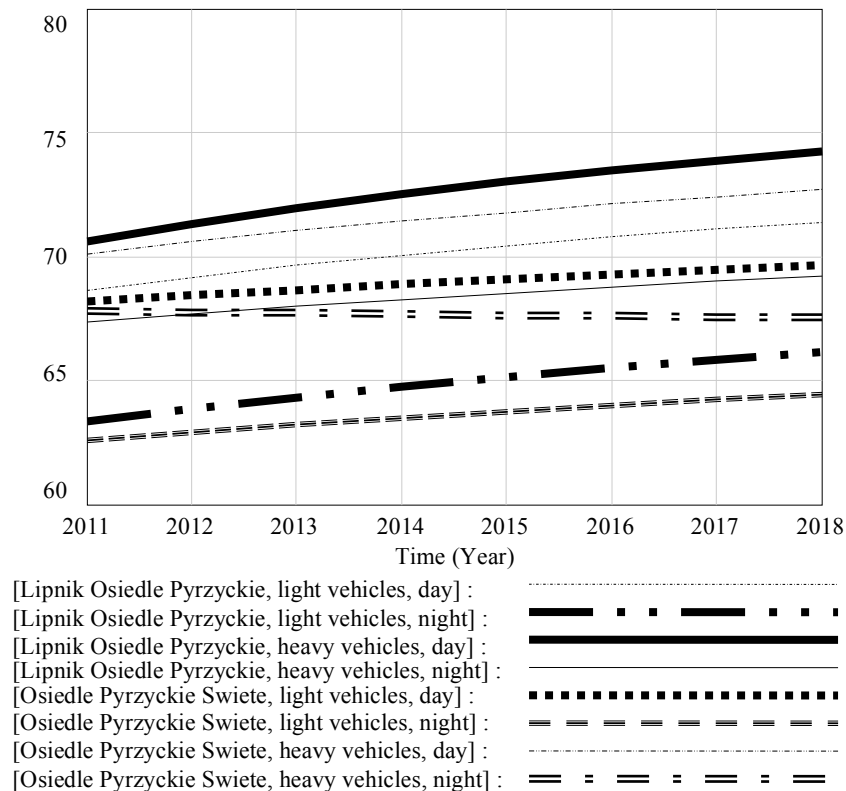 80
75
70
65
60
2011 2012 2013 2014 2015 2016 2017 2018
Time (Year)
[Lipnik Osiedle Pyrzyckie, light vehicles, day] :
[Lipnik Osiedle Pyrzyckie, light vehicles, night] :
[Lipnik Osiedle Pyrzyckie, heavy vehicles, day] :
[Lipnik Osiedle Pyrzyckie, heavy vehicles, night] :
[Osiedle Pyrzyckie Swiete, light vehicles, day] :
[Osiedle Pyrzyckie Swiete, light vehicles, night] :
[Osiedle Pyrzyckie Swiete, heavy vehicles, day] :
[Osiedle Pyrzyckie Swiete, heavy vehicles, night] :